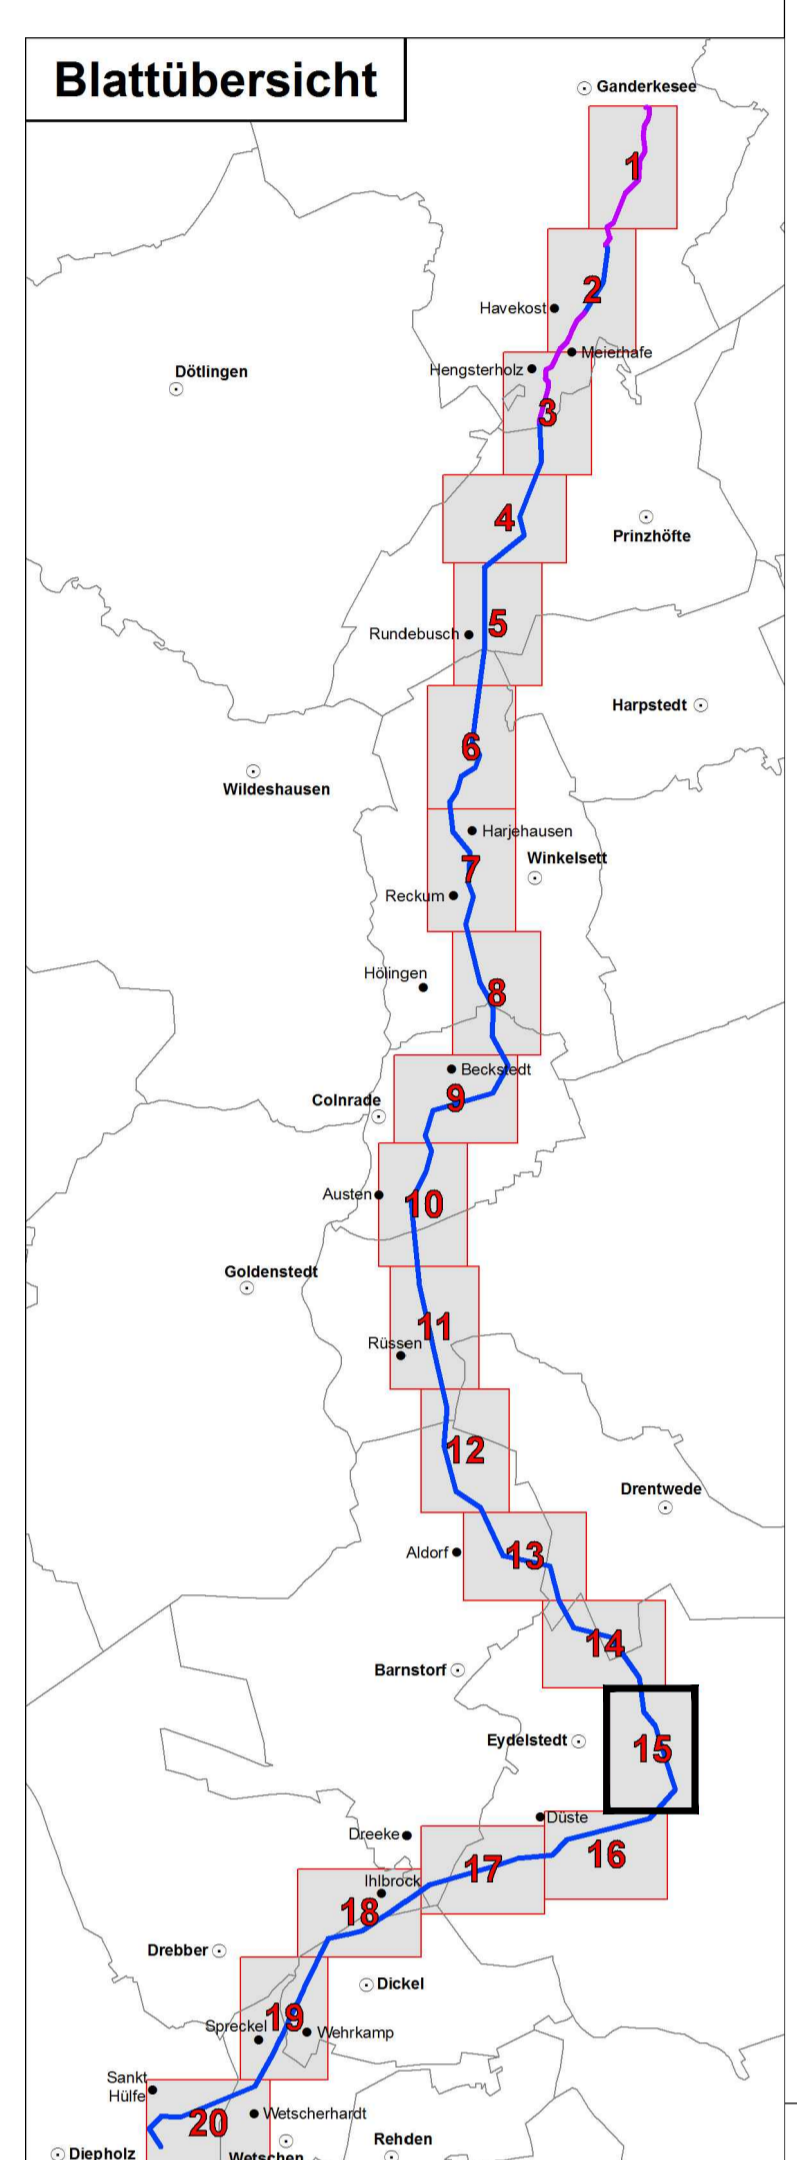 Blattübersicht
Ganderkesee
1
2
Havekost
Meierhafe
Hengsterholz
Dötlingen
3
4
Prinzhöfte
5
Rundebusch
Harpstedt
6
Wildeshausen
Harjehausen
Winkelsett
7
Reckum
Hölingen
8
Beckstedt
9
Colnrade
Austen
10
Goldenstedt
11
Rüssen
12
Drentwede
Aldorf
13
14
Barnstorf
Eydelstedt
15
Düste
Dreeke
16
17
Ihlbrock
18
Drebber
Dickel
19
Spreckel
Wehrkamp
Sankt
Hülfe
Wetscherhardt
20
Rehden
Diepholz
Wetschen